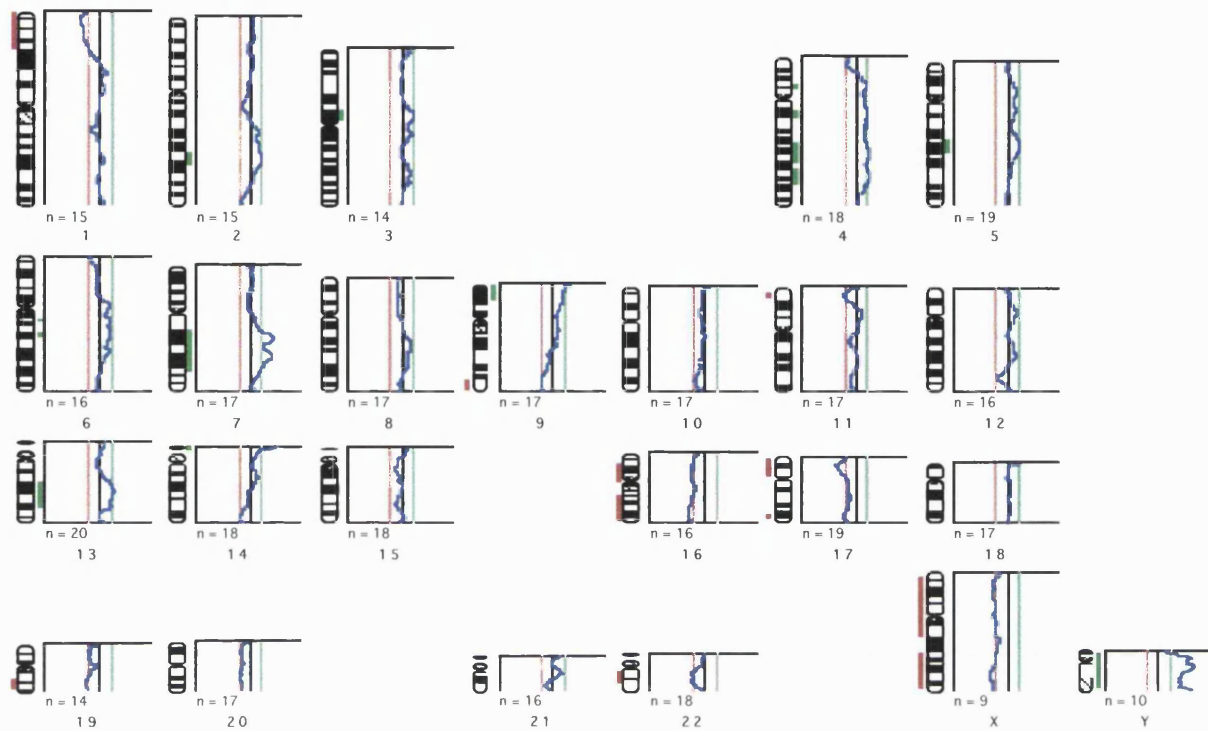 n = 15
n = 15
n = 14
n = 18
n = 19
1
2
3
4
5
n = 16
n = 17
n = 17
n = 17
n = 17
n = 17
n = 16
6
7
8
9
10
11
12
n = 20
n = 18
n = 18
n = 16
n = 19
n = 17
13
14
15
16
17
18
n = 14
n = 17
n = 16
n = 18
n = 9
n = 10
19
20
21
22
X
Y